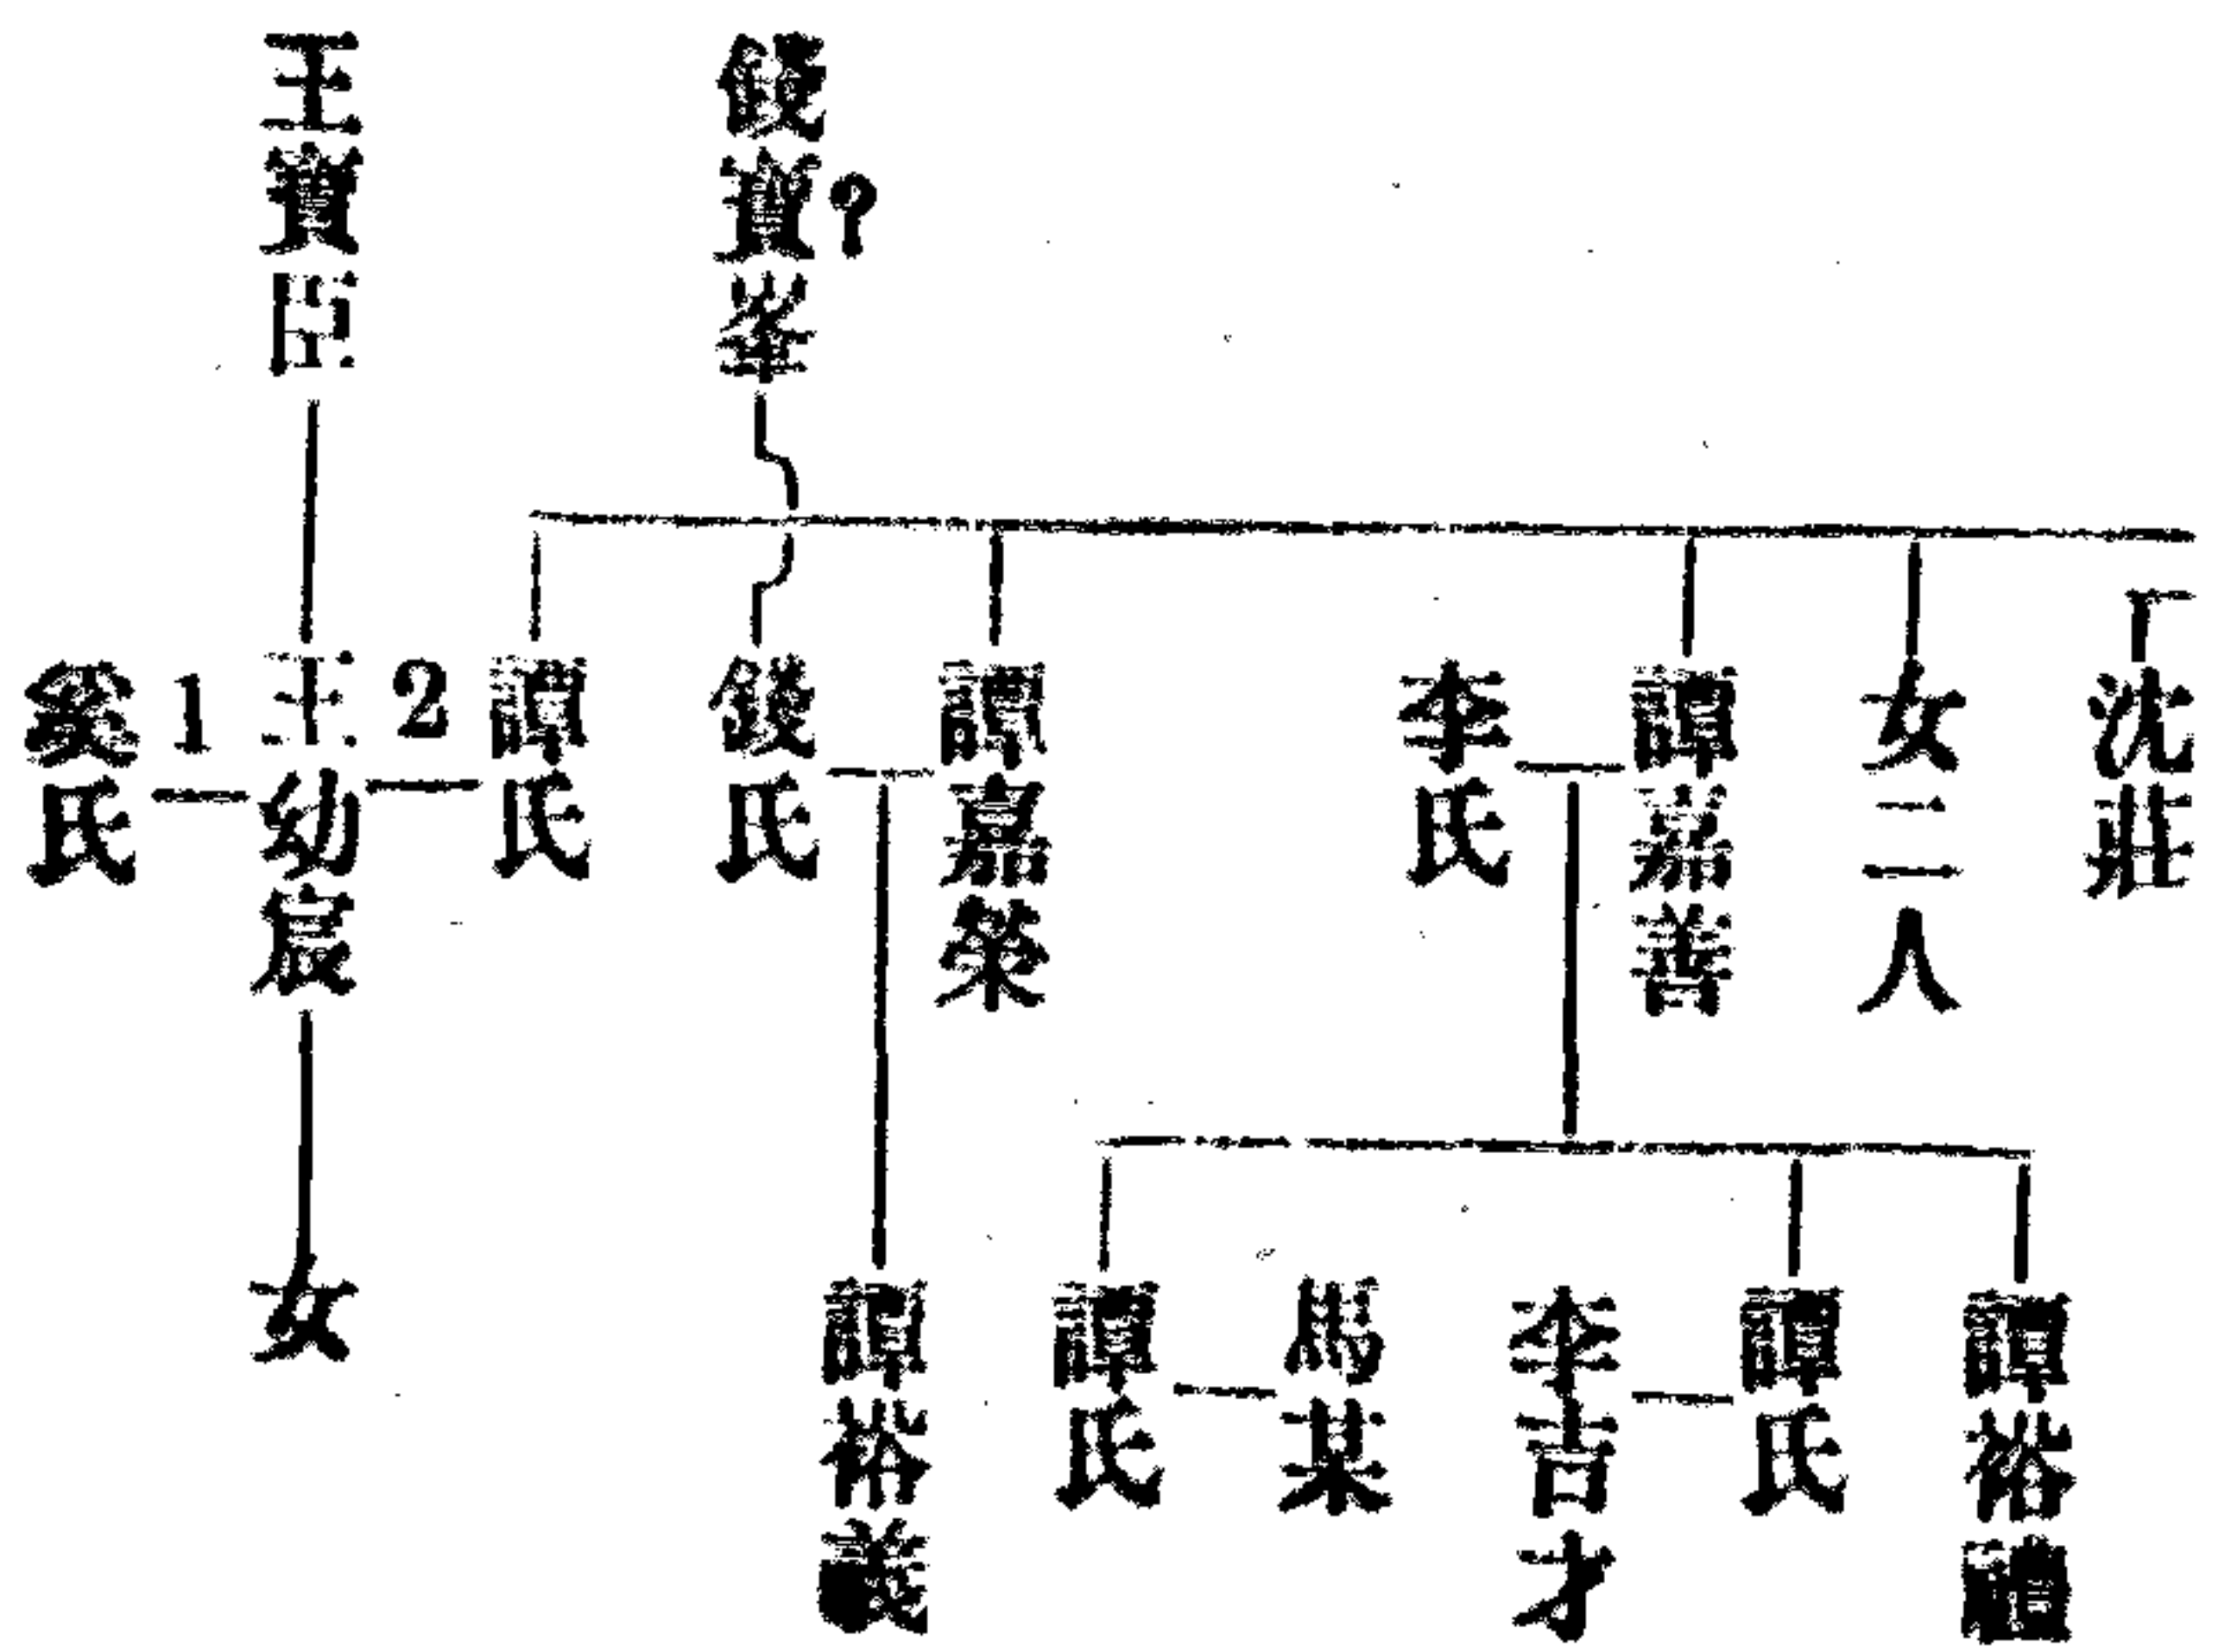 王寶臣
錢寶峯
?
氏
1
王幼宸
2
譚氏
錢氏
譚嘉榮
李氏
譚嘉善
女二人
沈莊
女
譚裕義
譚氏
馬某
李吉才
譚氏
譚裕禮